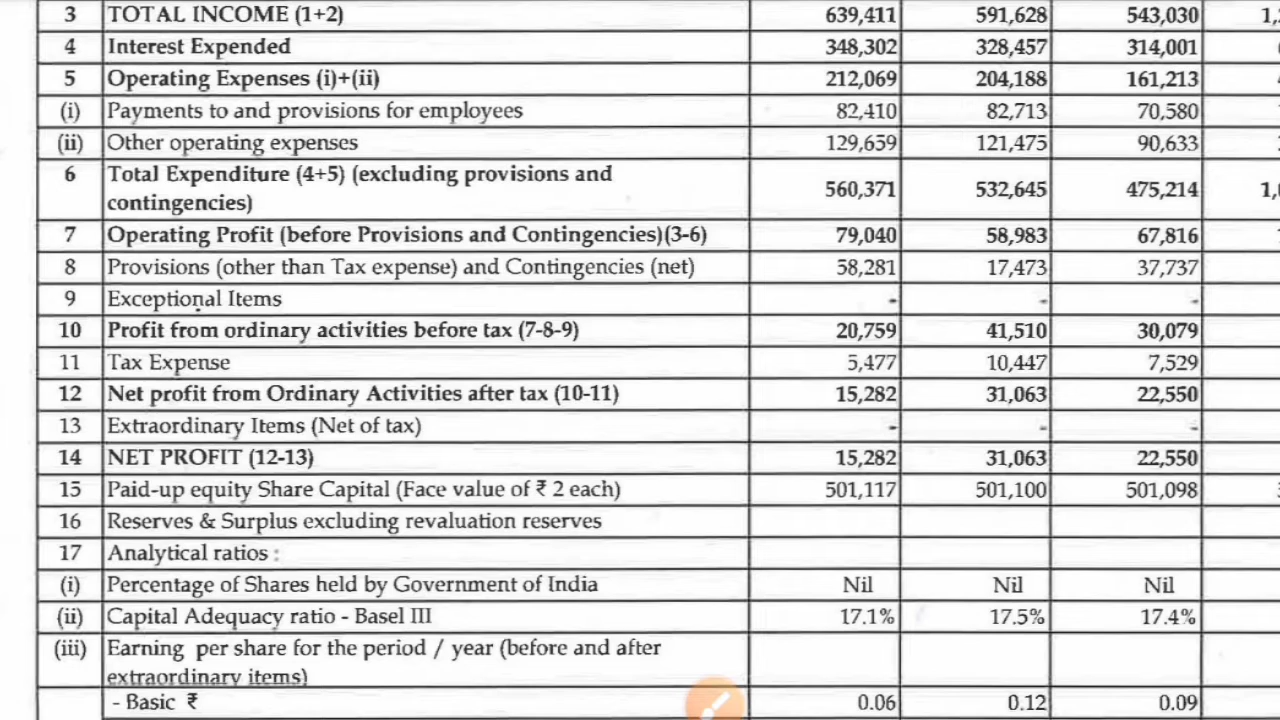 3 TOTAL INCOME (1+2) 639,411 591,628 543,030 1,
4 Interest Expended 348,302 328,457 314,001
5 Operating Expenses (i)+(ii) 212,069 204,188 161,213
(i) Payments to and provisions for employees 82,410 82,713 70,580
(ii) Other operating expenses 129,659 121,475 90,633
6 Total Expenditure (4+5) (excluding provisions and
contingencies) 560,371 532,645 475,214 1,
7 Operating Profit (before Provisions and Contingencies)(3-6) 79,040 58,983 67,816
8 Provisions (other than Tax expense) and Contingencies (net) 58,281 17,473 37,737
9 Exceptional Items - - -
10 Profit from ordinary activities before tax (7-8-9) 20,759 41,510 30,079
11 Tax Expense 5,477 10,447 7,529
12 Net profit from Ordinary Activities after tax (10-11) 15,282 31,063 22,550
13 Extraordinary Items (Net of tax) - - -
14 NET PROFIT (12-13) 15,282 31,063 22,550
15 Paid-up equity Share Capital (Face value of ₹ 2 each) 501,117 501,100 501,098
16 Reserves & Surplus excluding revaluation reserves
17 Analytical ratios :
(i) Percentage of Shares held by Government of India Nil Nil Nil
(ii) Capital Adequacy ratio - Basel III 17.1% 17.5% 17.4%
(iii) Earning per share for the period / year (before and after
extraordinary items)
- Basic ₹ 0.06 0.12 0.09